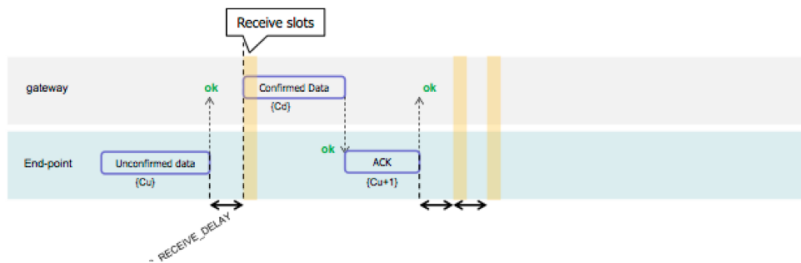 Receive slots
gateway
ok
Confirmed Data
ok
{Cd}
ok
End-point
Unconfirmed data
ACK
{Cu}
{Cu+1}
RECEIVE_DELAY